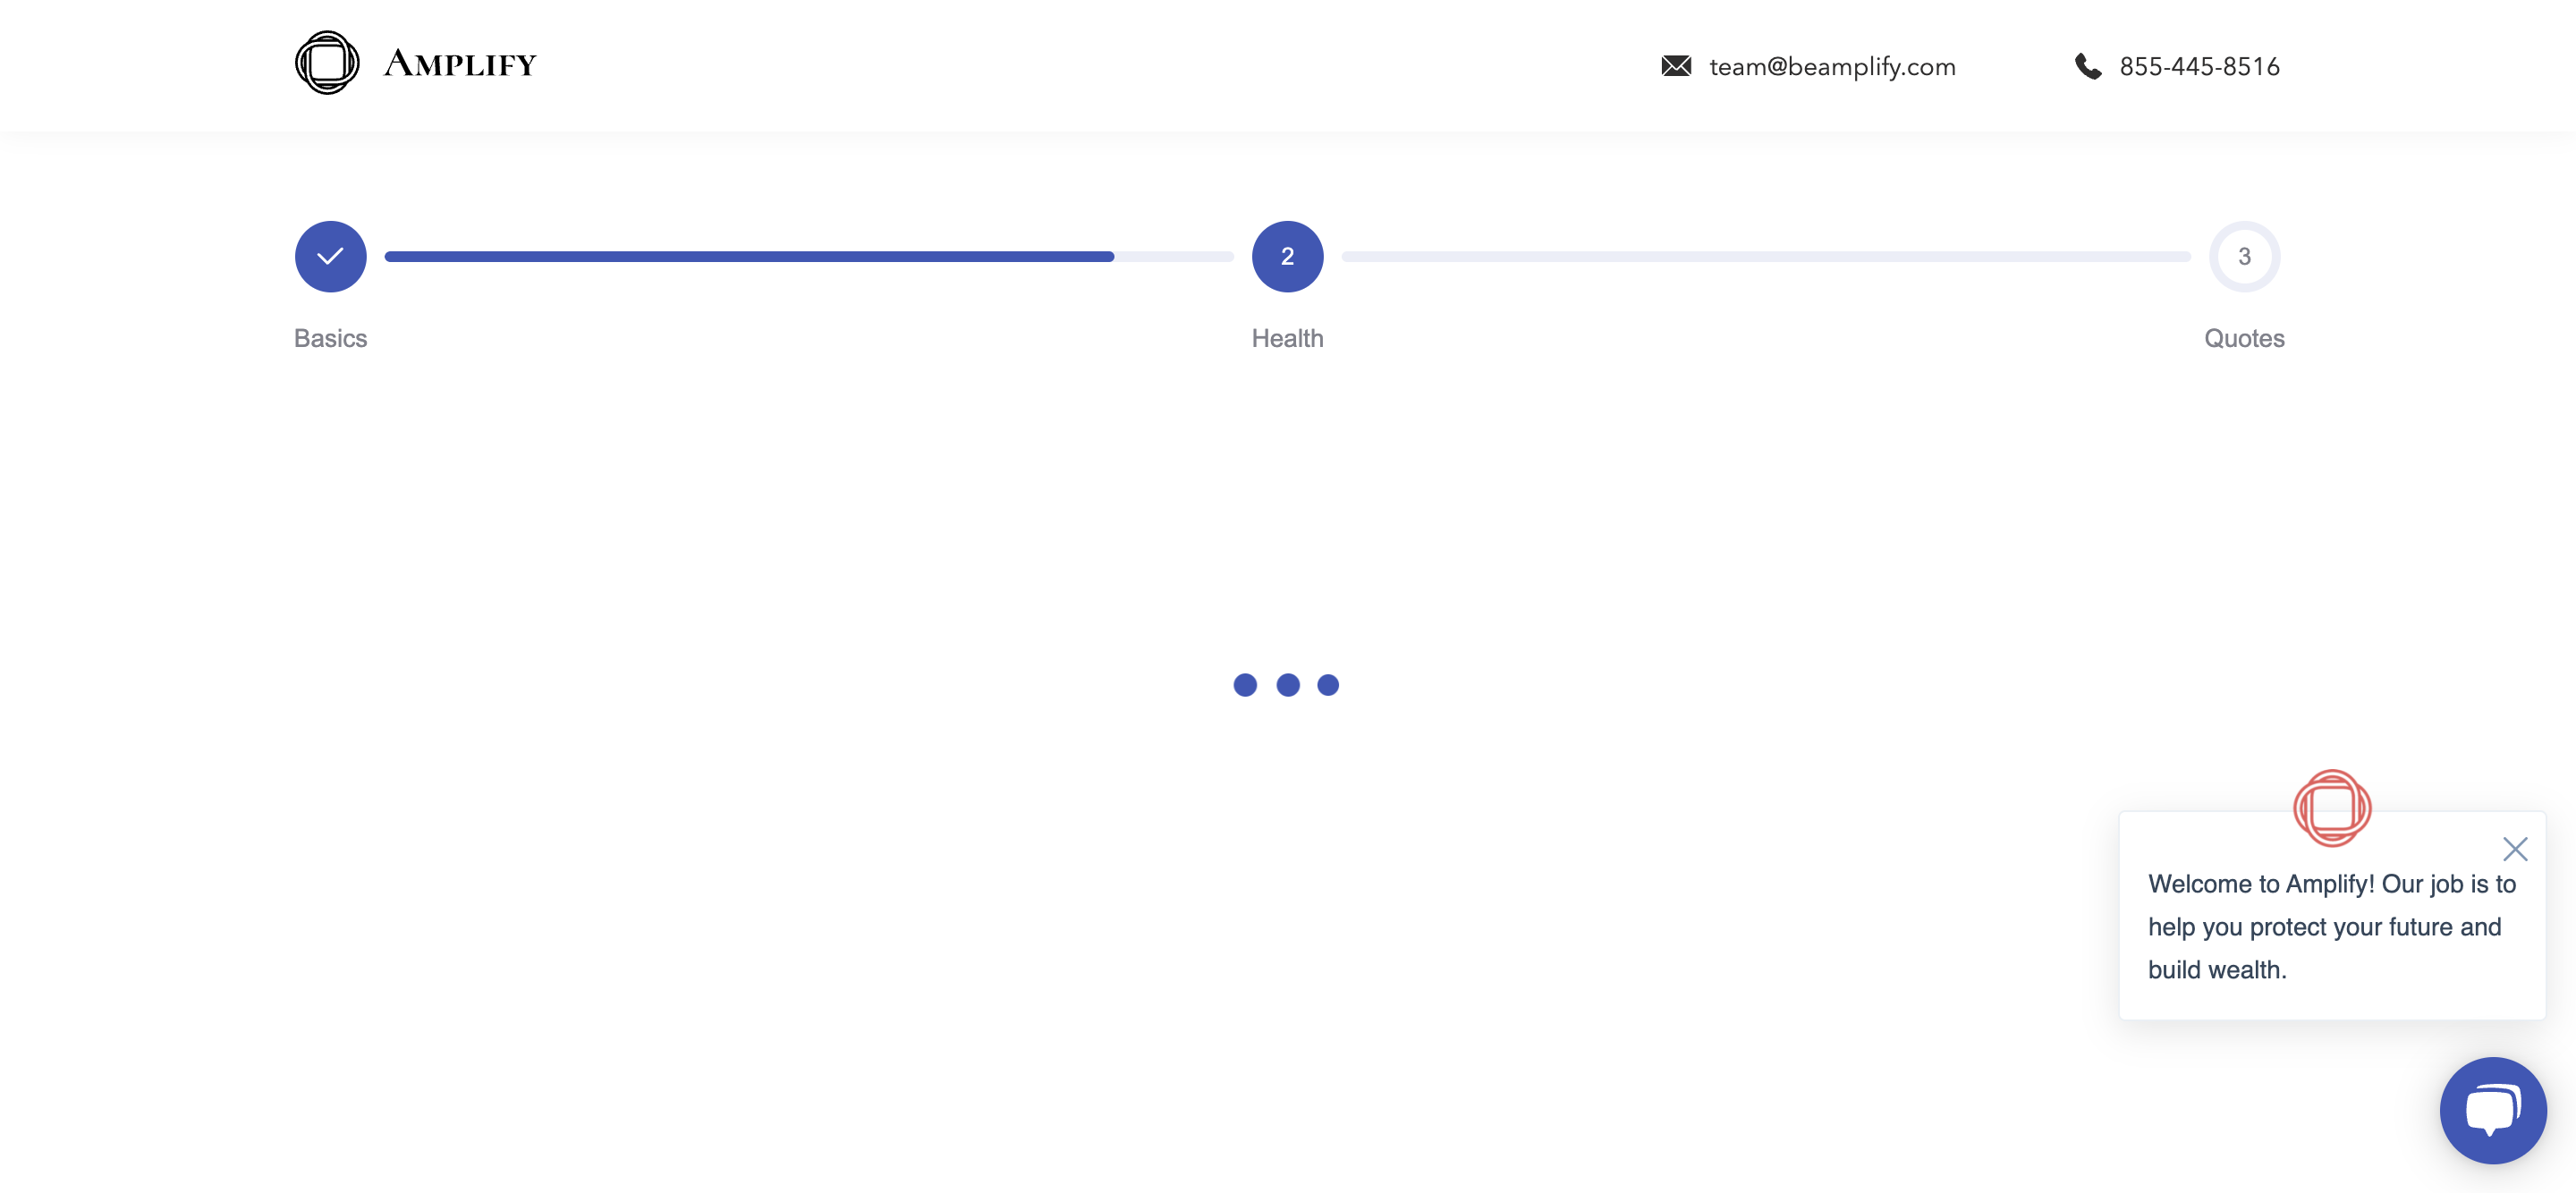 AMPLIFY
team@beamplify.com
855-445-8516
2
3
Basics
Health
Quotes
Welcome to Amplify! Our job is to
help you protect your future and
build wealth.